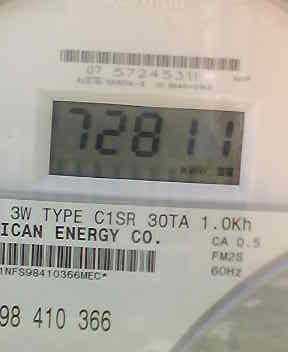 07 57245311
72811
3W TYPE C1SR 30TA 1.0Kh
ICAN ENERGY CO.
CA 0.5
FM2S
60Hz
1NFS98410366MEC*
98 410 366